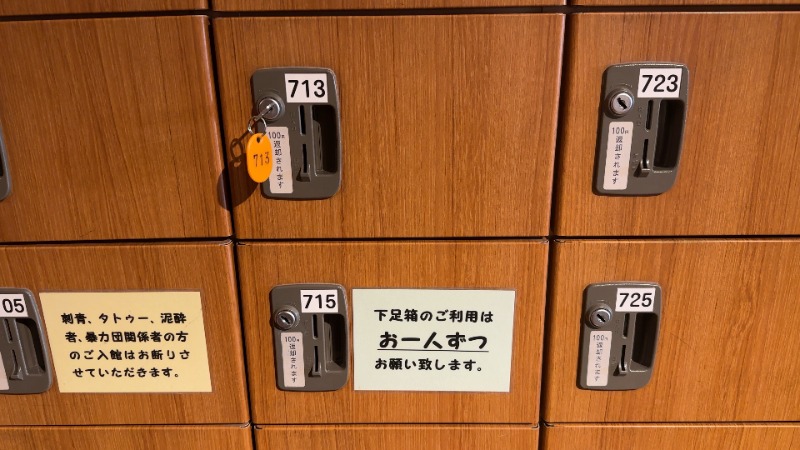 713
100円
返却されます
713
723
100円
返却されます
05
刺青、タトゥー、泥酔
者、暴力団関係者の方
のご入館はお断りさ
せていただきます。
715
100円
返却されます
下足箱のご利用は
お一人ずつ
お願い致します。
725
100円
返却されます